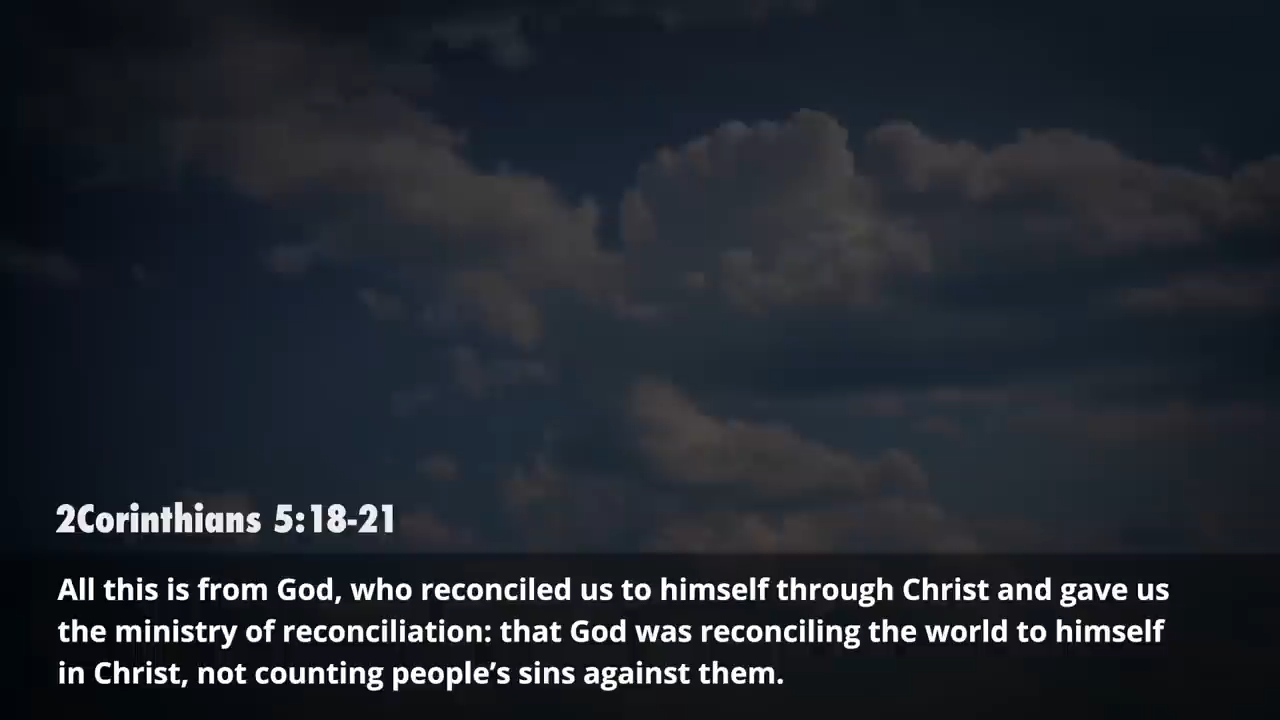 2Corinthians 5:18-21
All this is from God, who reconciled us to himself through Christ and gave us
the ministry of reconciliation: that God was reconciling the world to himself
in Christ, not counting people’s sins against them.